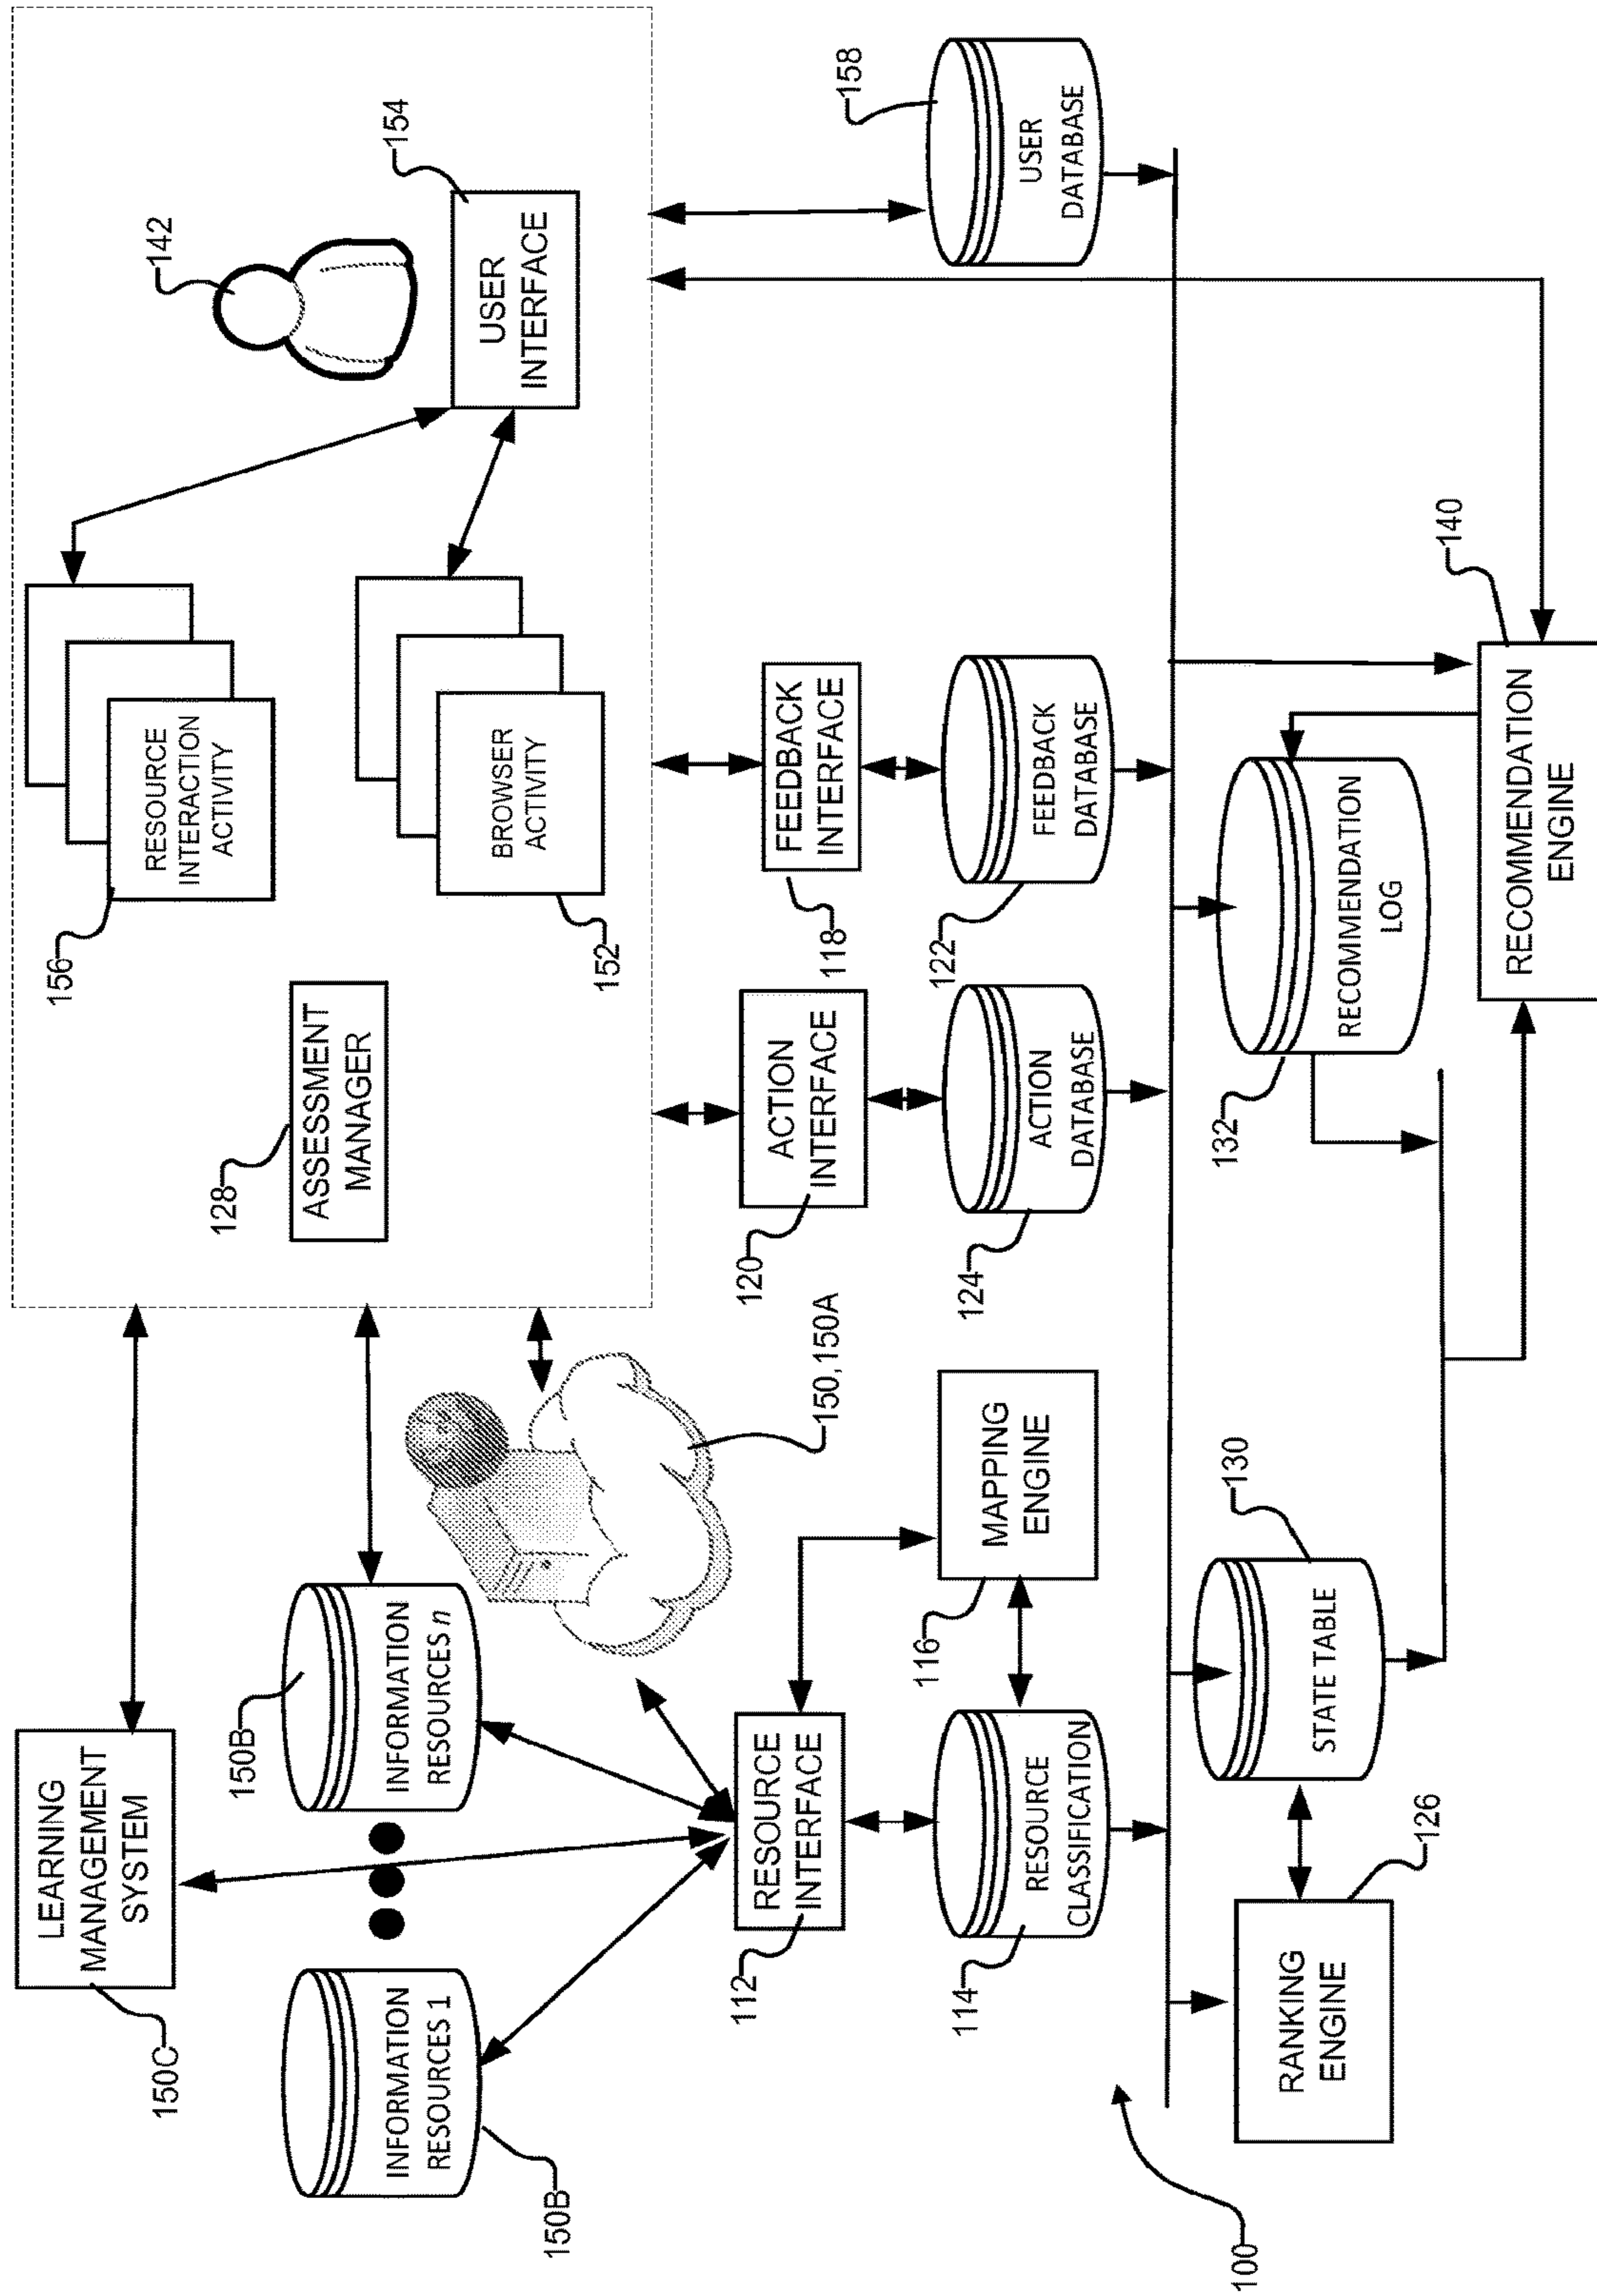 LEARNING
MANAGEMENT
SYSTEM
150C
INFORMATION
RESOURCES 1
150B
INFORMATION
RESOURCES n
150B
150,150A
128
ASSESSMENT
MANAGER
156
RESOURCE
INTERACTION
ACTIVITY
BROWSER
ACTIVITY
152
142
154
USER
INTERFACE
112
RESOURCE
INTERFACE
120
ACTION
INTERFACE
118
FEEDBACK
INTERFACE
114
RESOURCE
CLASSIFICATION
116
MAPPING
ENGINE
124
ACTION
DATABASE
122
FEEDBACK
DATABASE
158
USER
DATABASE
100
RANKING
ENGINE
126
STATE TABLE
130
132
RECOMMENDATION
LOG
140
RECOMMENDATION
ENGINE